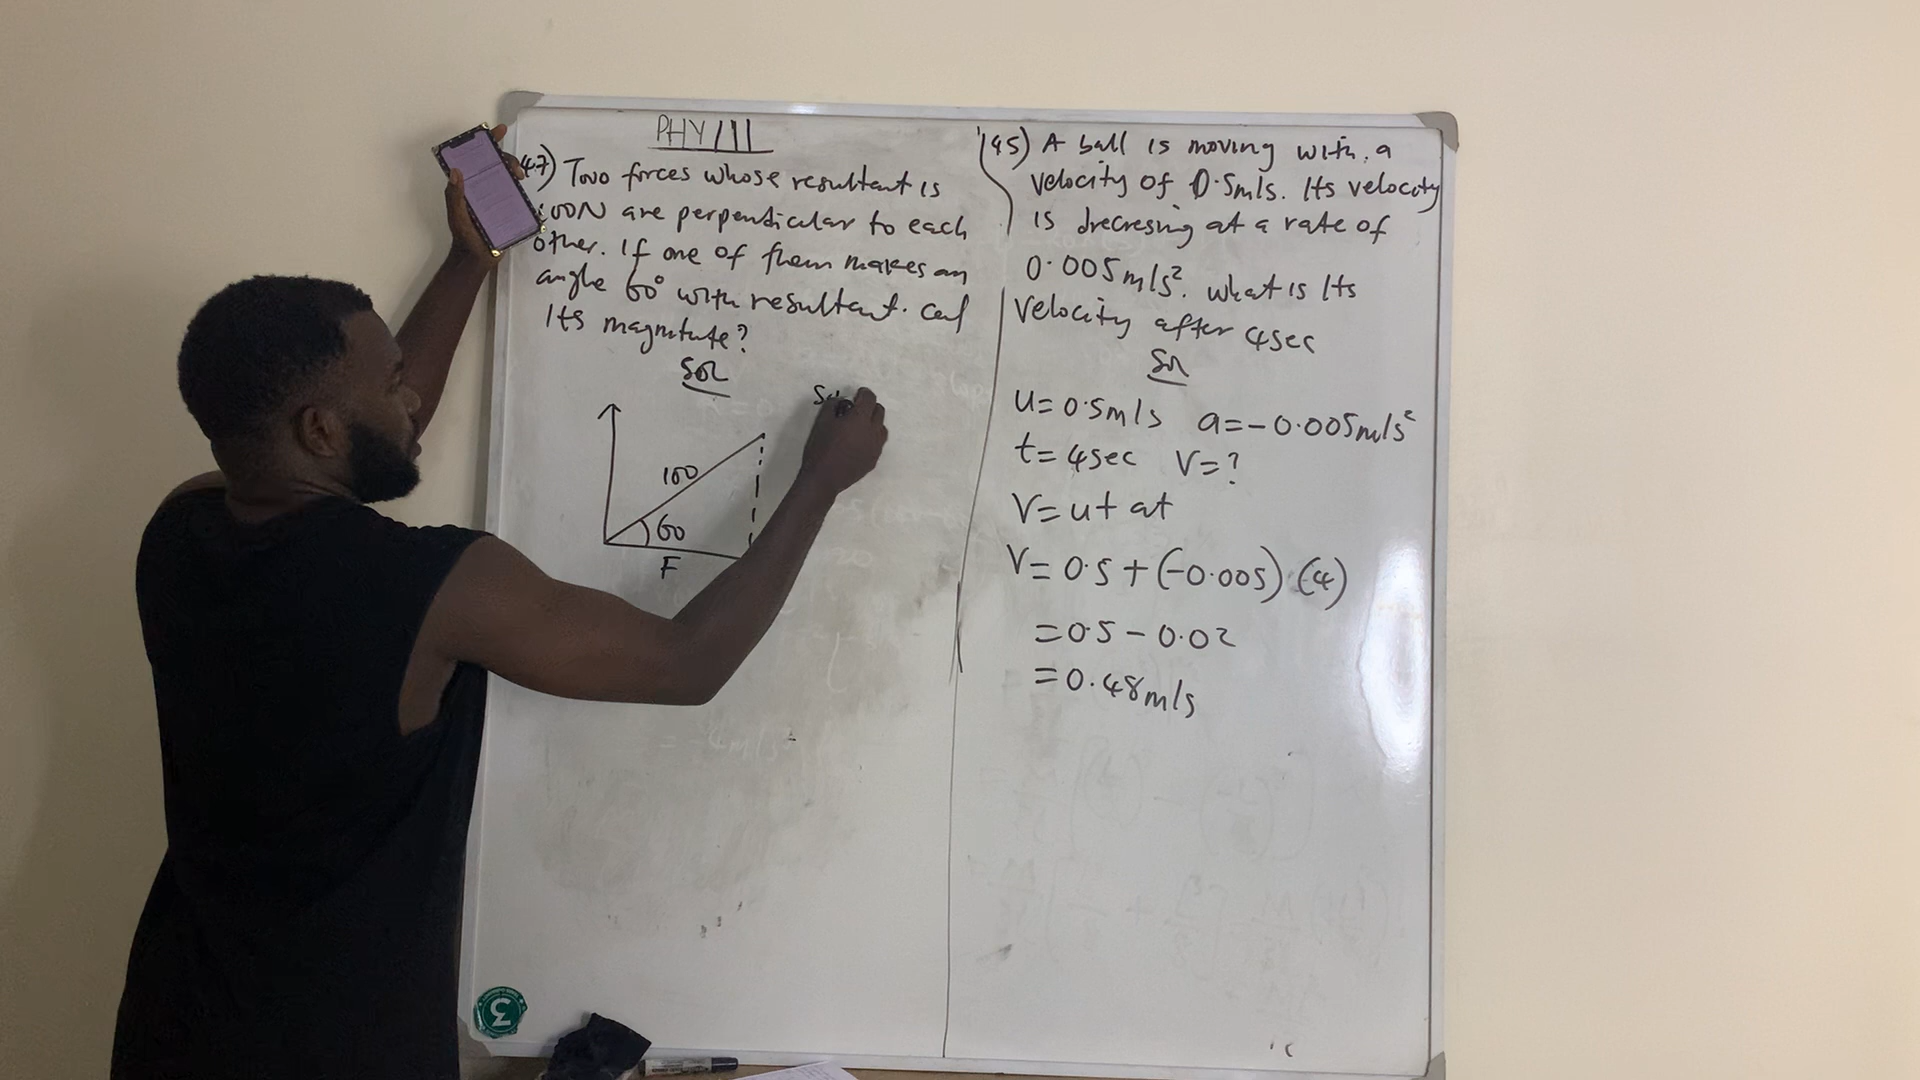 PHY 111
47) Two forces whose resultant is
100N are perpendicular to each
other. If one of them makes an
angle 60° with resultant. cal
Its magnitute?
Sol
100
60
F
45) A ball is moving with a
velocity of 0.5m/s. Its velocity
is drecresing at a rate of
0.005m/s². what is Its
velocity after 4sec
Sol
u=0.5m/s a=-0.005m/s²
t=4sec V=?
V=u+at
V=0.5+(-0.005)(4)
=0.5-0.02
=0.48m/s
3